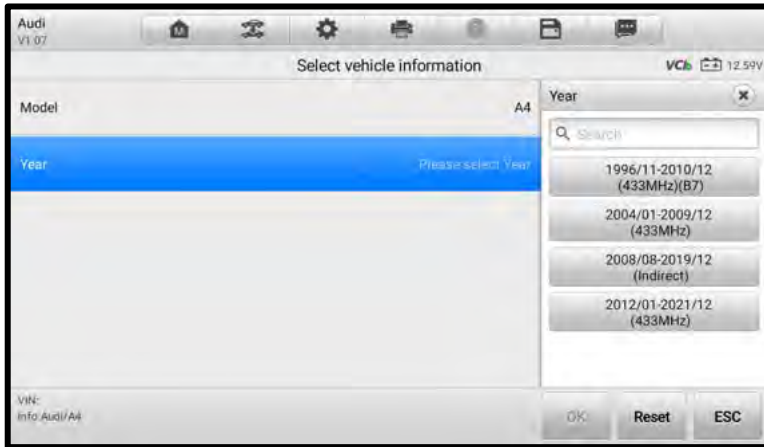 Audi
V1.07
Select vehicle information
VCI
12.59V
Model
A4
Year
Please select Year
Year
Search
1996/11-2010/12
(433MHz)(B7)
2004/01-2009/12
(433MHz)
2008/08-2019/12
(Indirect)
2012/01-2021/12
(433MHz)
VIN:
Info:Audi/A4
OK
Reset
ESC